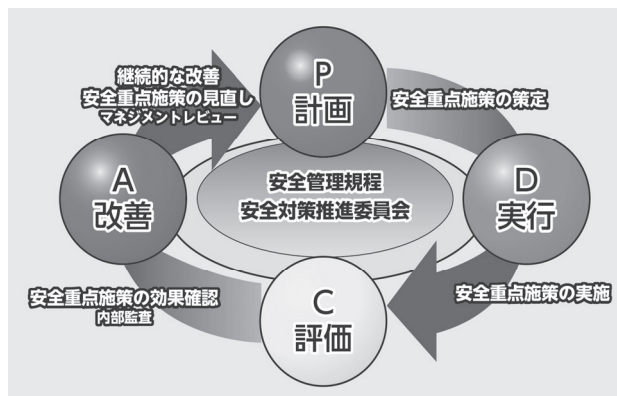 P
計画
安全重点施策の策定
D
実行
安全重点施策の実施
C
評価
安全重点施策の効果確認
内部監査
A
改善
継続的な改善
安全重点施策の見直し
マネジメントレビュー
安全管理規程
安全対策推進委員会